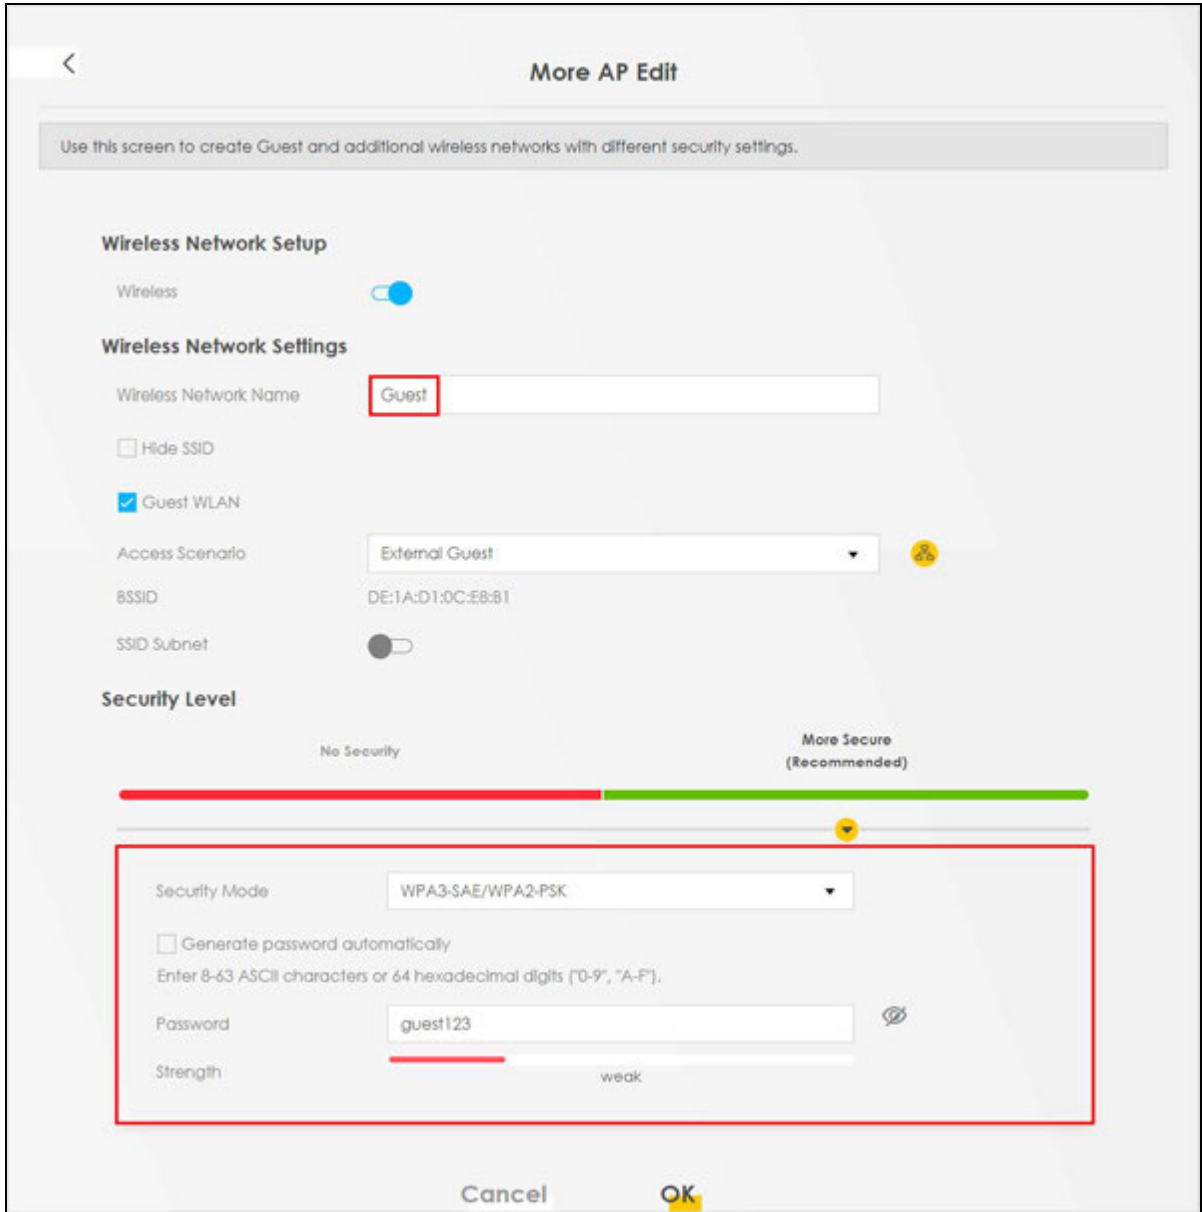 More AP Edit
Use this screen to create Guest and additional wireless networks with different security settings.
Wireless Network Setup
Wireless
Wireless Network Settings
Wireless Network Name Guest
Hide SSID
Guest WLAN
Access Scenario External Guest
BSSID DE:1A:D1:0C:E8:B1
SSID Subnet
Security Level
No Security More Secure
(Recommended)
Security Mode WPA3-SAE/WPA2-PSK
Generate password automatically
Enter 8-63 ASCII characters or 64 hexadecimal digits ("0-9", "A-F").
Password guest123
Strength
weak
Cancel OK